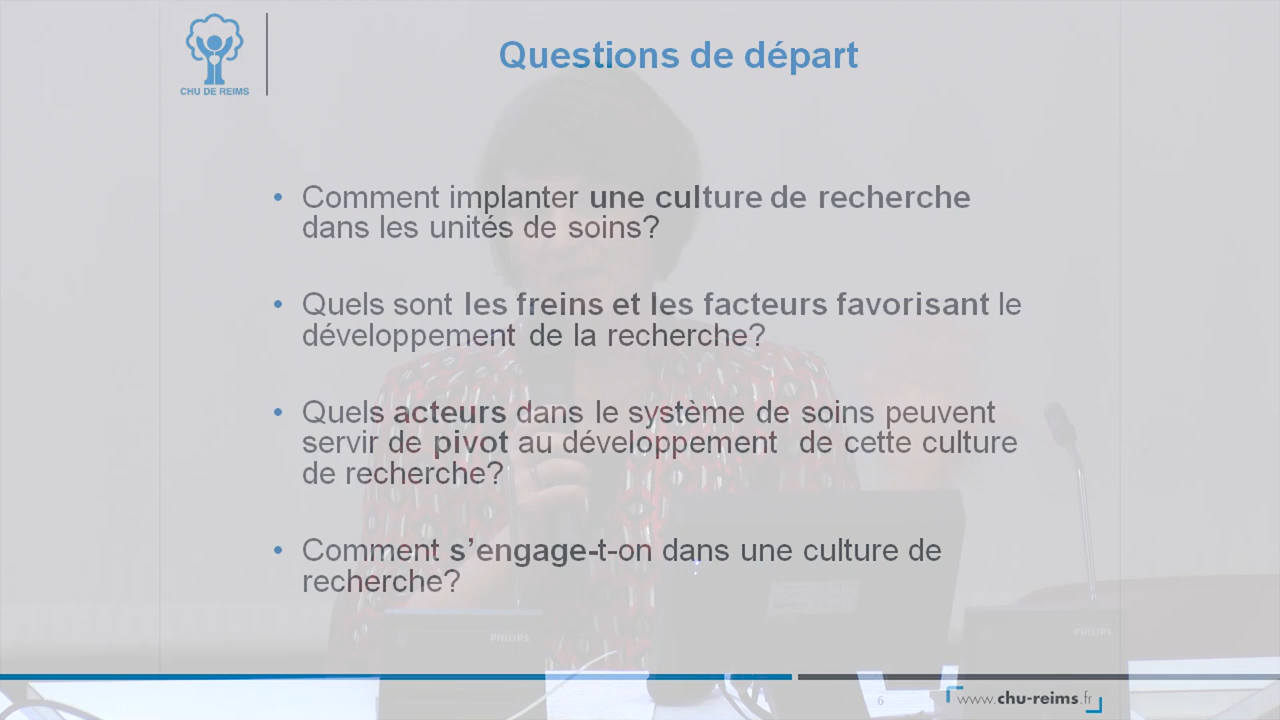 CHU DE REIMS
Questions de départ
• Comment implanter une culture de recherche
dans les unités de soins?
• Quels sont les freins et les facteurs favorisant le
développement de la recherche?
• Quels acteurs dans le système de soins peuvent
servir de pivot au développement de cette culture
de recherche?
• Comment s’engage-t-on dans une culture de
recherche?
PHILIPS
PHILIPS
6
www.chu-reims.fr